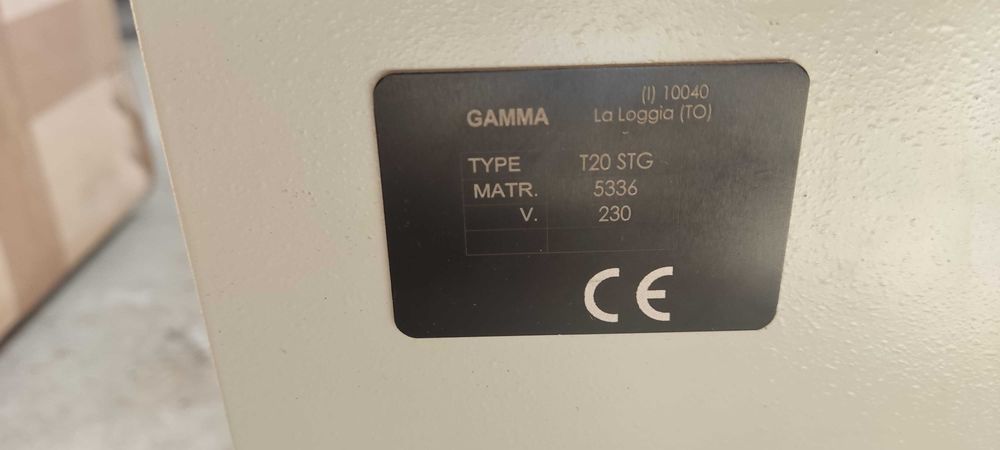 GAMMA (I) 10040
La Loggia (TO)
TYPE T20 STG
MATR. 5336
V. 230
CE